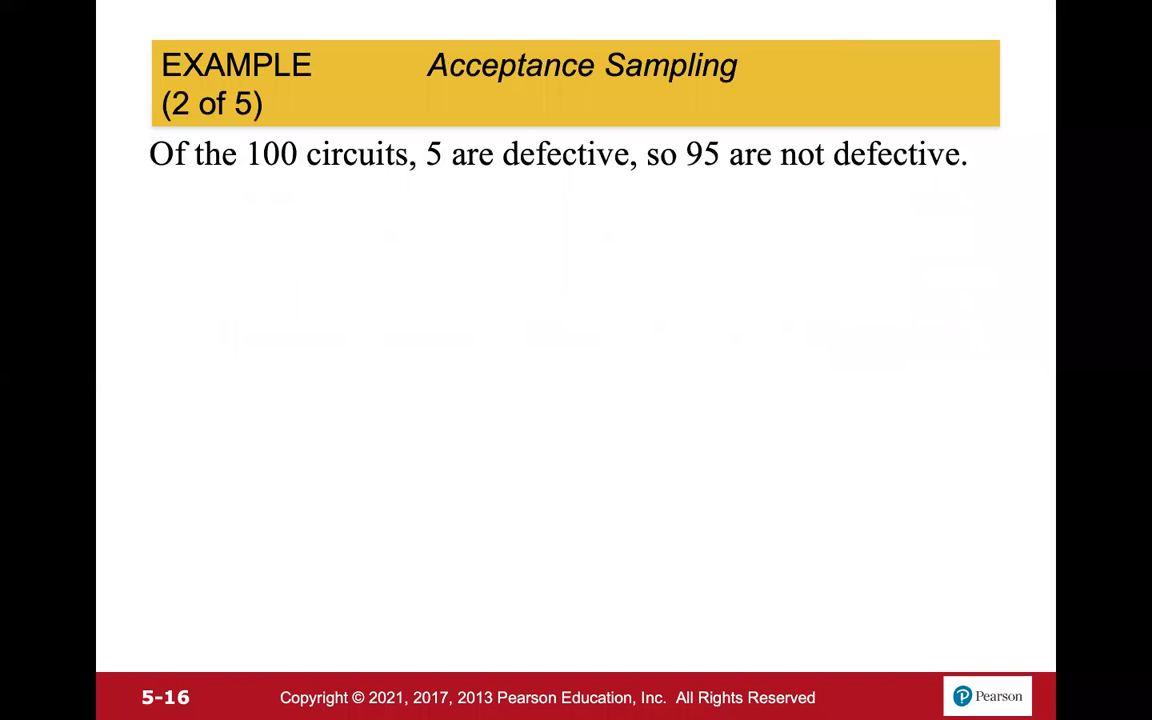 EXAMPLE Acceptance Sampling
(2 of 5)
Of the 100 circuits, 5 are defective, so 95 are not defective.
5-16 Copyright © 2021, 2017, 2013 Pearson Education, Inc. All Rights Reserved Pearson